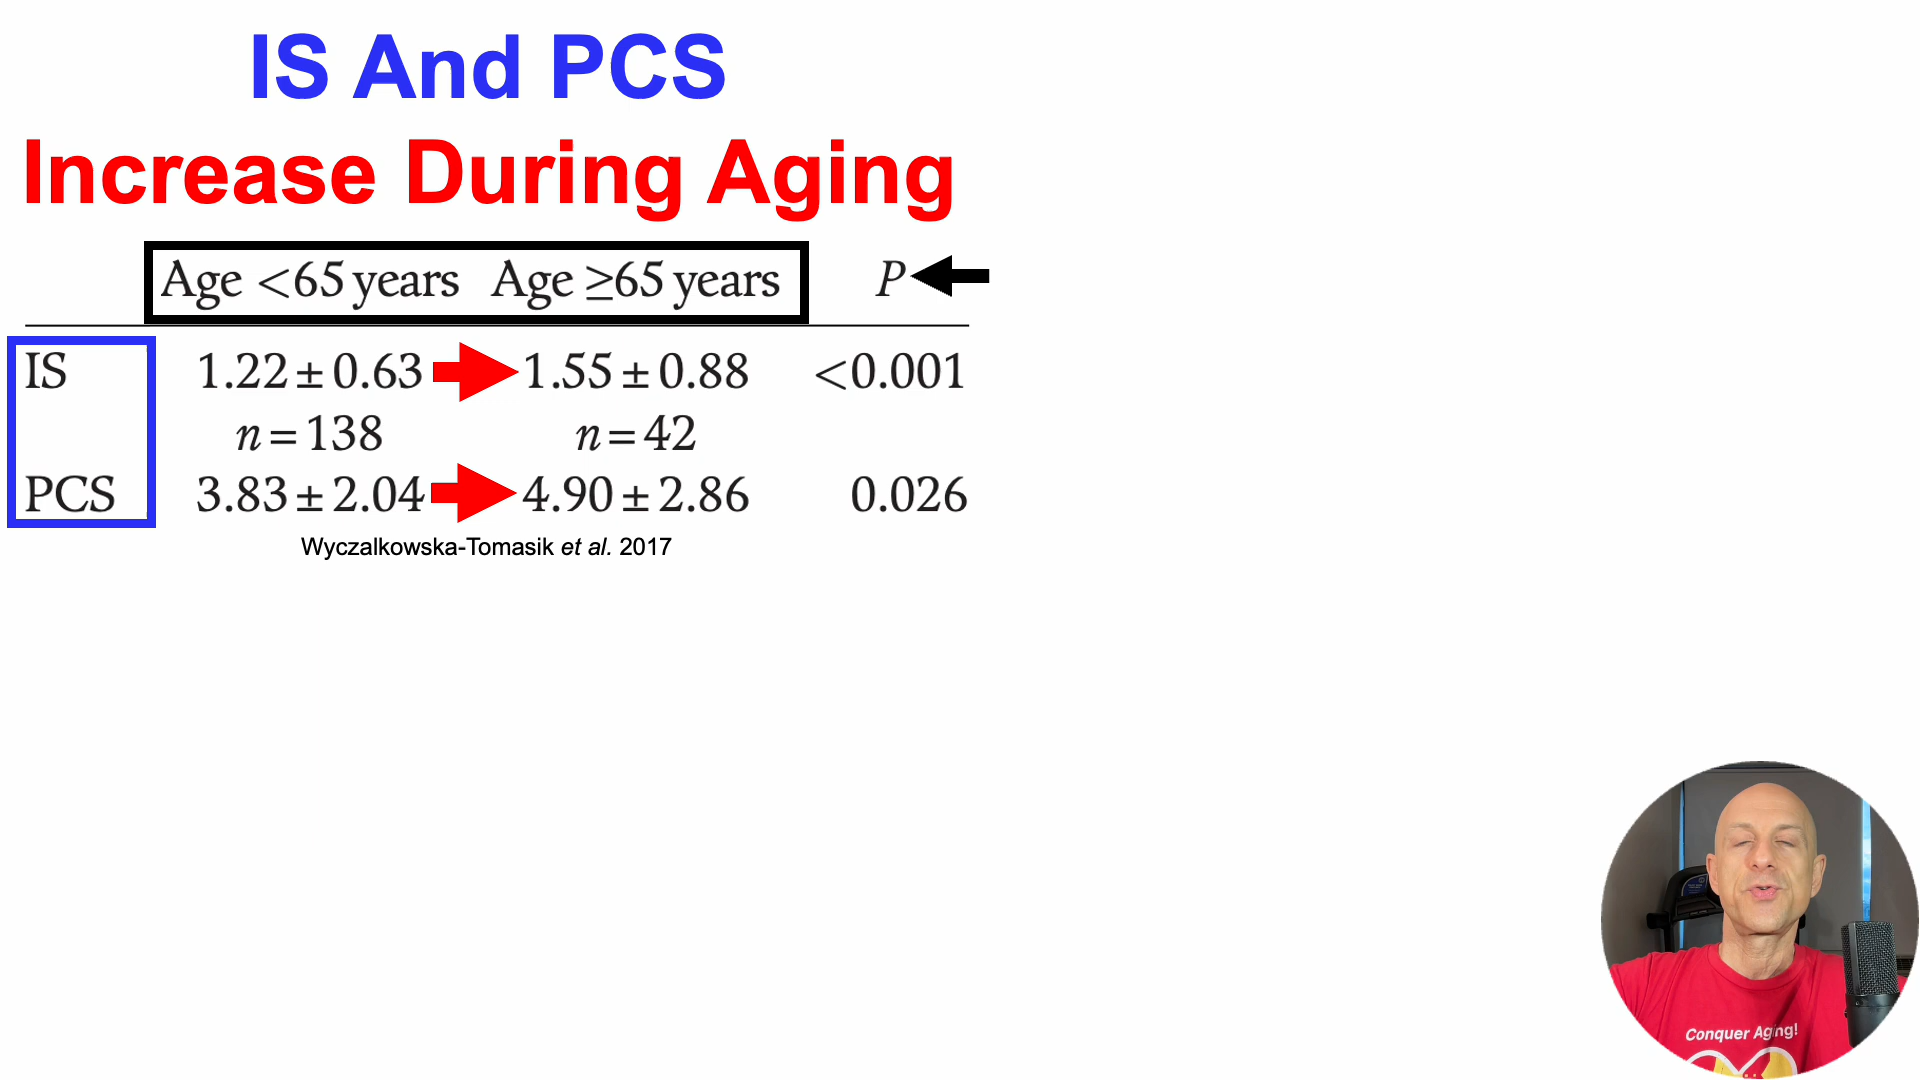 IS And PCS
Increase During Aging
Age <65 years Age ≥65 years P
IS 1.22 ± 0.63 1.55 ± 0.88 <0.001
n = 138 n = 42
PCS 3.83 ± 2.04 4.90 ± 2.86 0.026
Wyczalkowska-Tomasik et al. 2017
Conquer Aging!